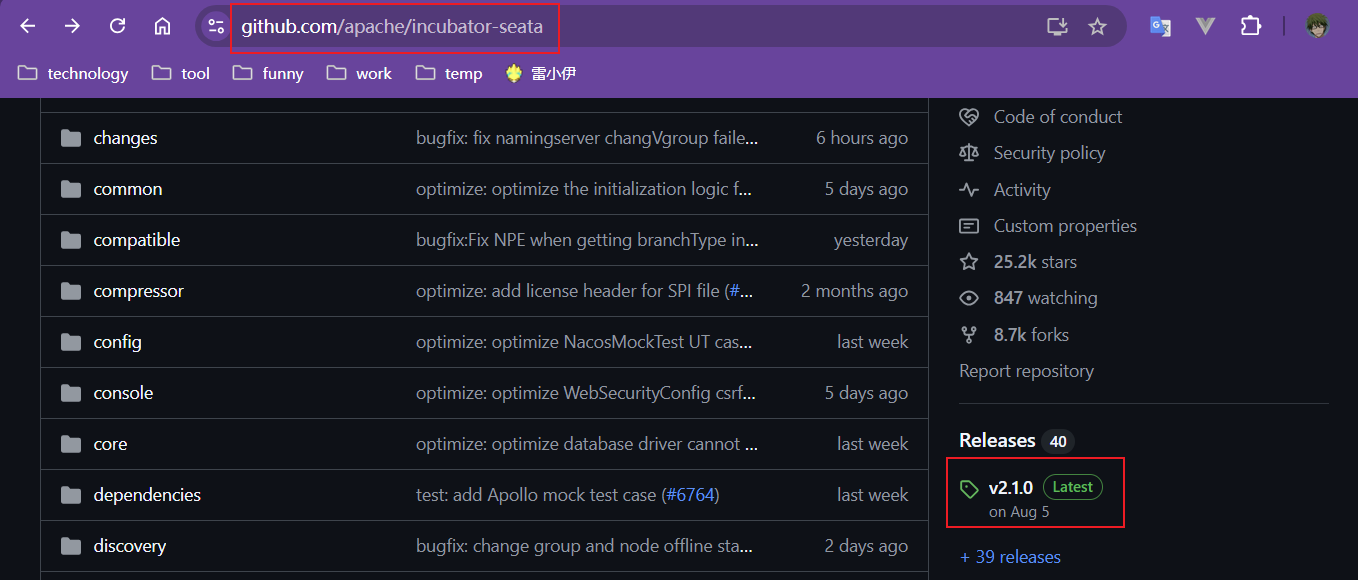 github.com/apache/incubator-seata
technology tool funny work temp 雷小伊
changes bugfix: fix namingserver changVgroup faile... 6 hours ago
common optimize: optimize the initialization logic f... 5 days ago
compatible bugfix:Fix NPE when getting branchType in... yesterday
compressor optimize: add license header for SPI file (#... 2 months ago
config optimize: optimize NacosMockTest UT cas... last week
console optimize: optimize WebSecurityConfig csrf... 5 days ago
core optimize: optimize database driver cannot ... last week
dependencies test: add Apollo mock test case (#6764) last week
discovery bugfix: change group and node offline sta... 2 days ago
Code of conduct
Security policy
Activity
Custom properties
25.2k stars
847 watching
8.7k forks
Report repository
Releases 40
v2.1.0 Latest
on Aug 5
+ 39 releases